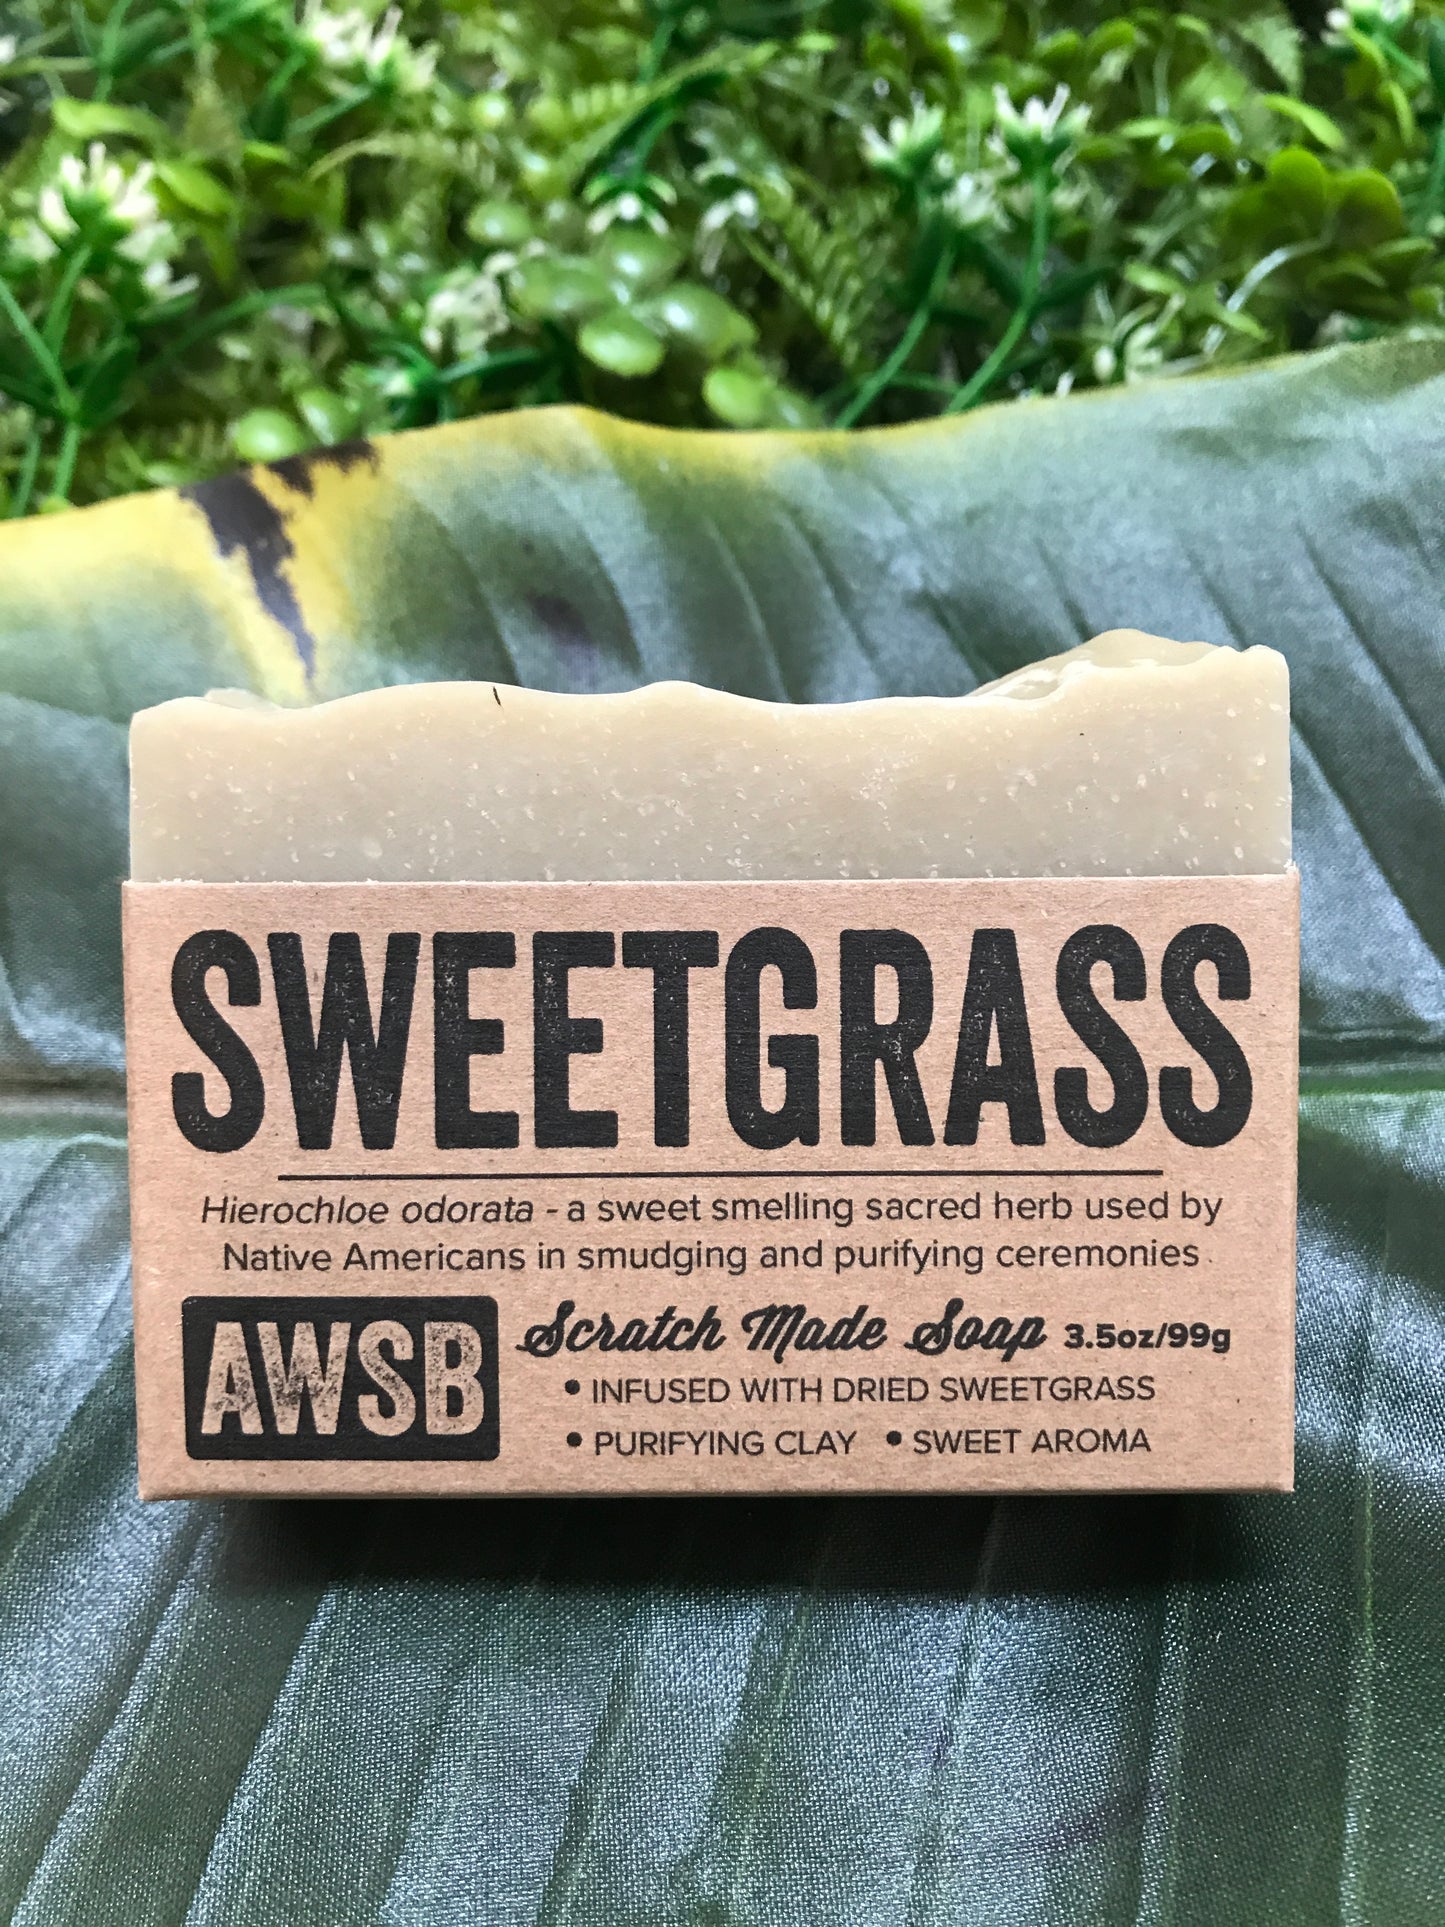 SWEETGRASS
Hierochloe odorata - a sweet smelling sacred herb used by
Native Americans in smudging and purifying ceremonies.
AWSB
Scratch Made Soap 3.5oz/99g
• INFUSED WITH DRIED SWEETGRASS
• PURIFYING CLAY • SWEET AROMA